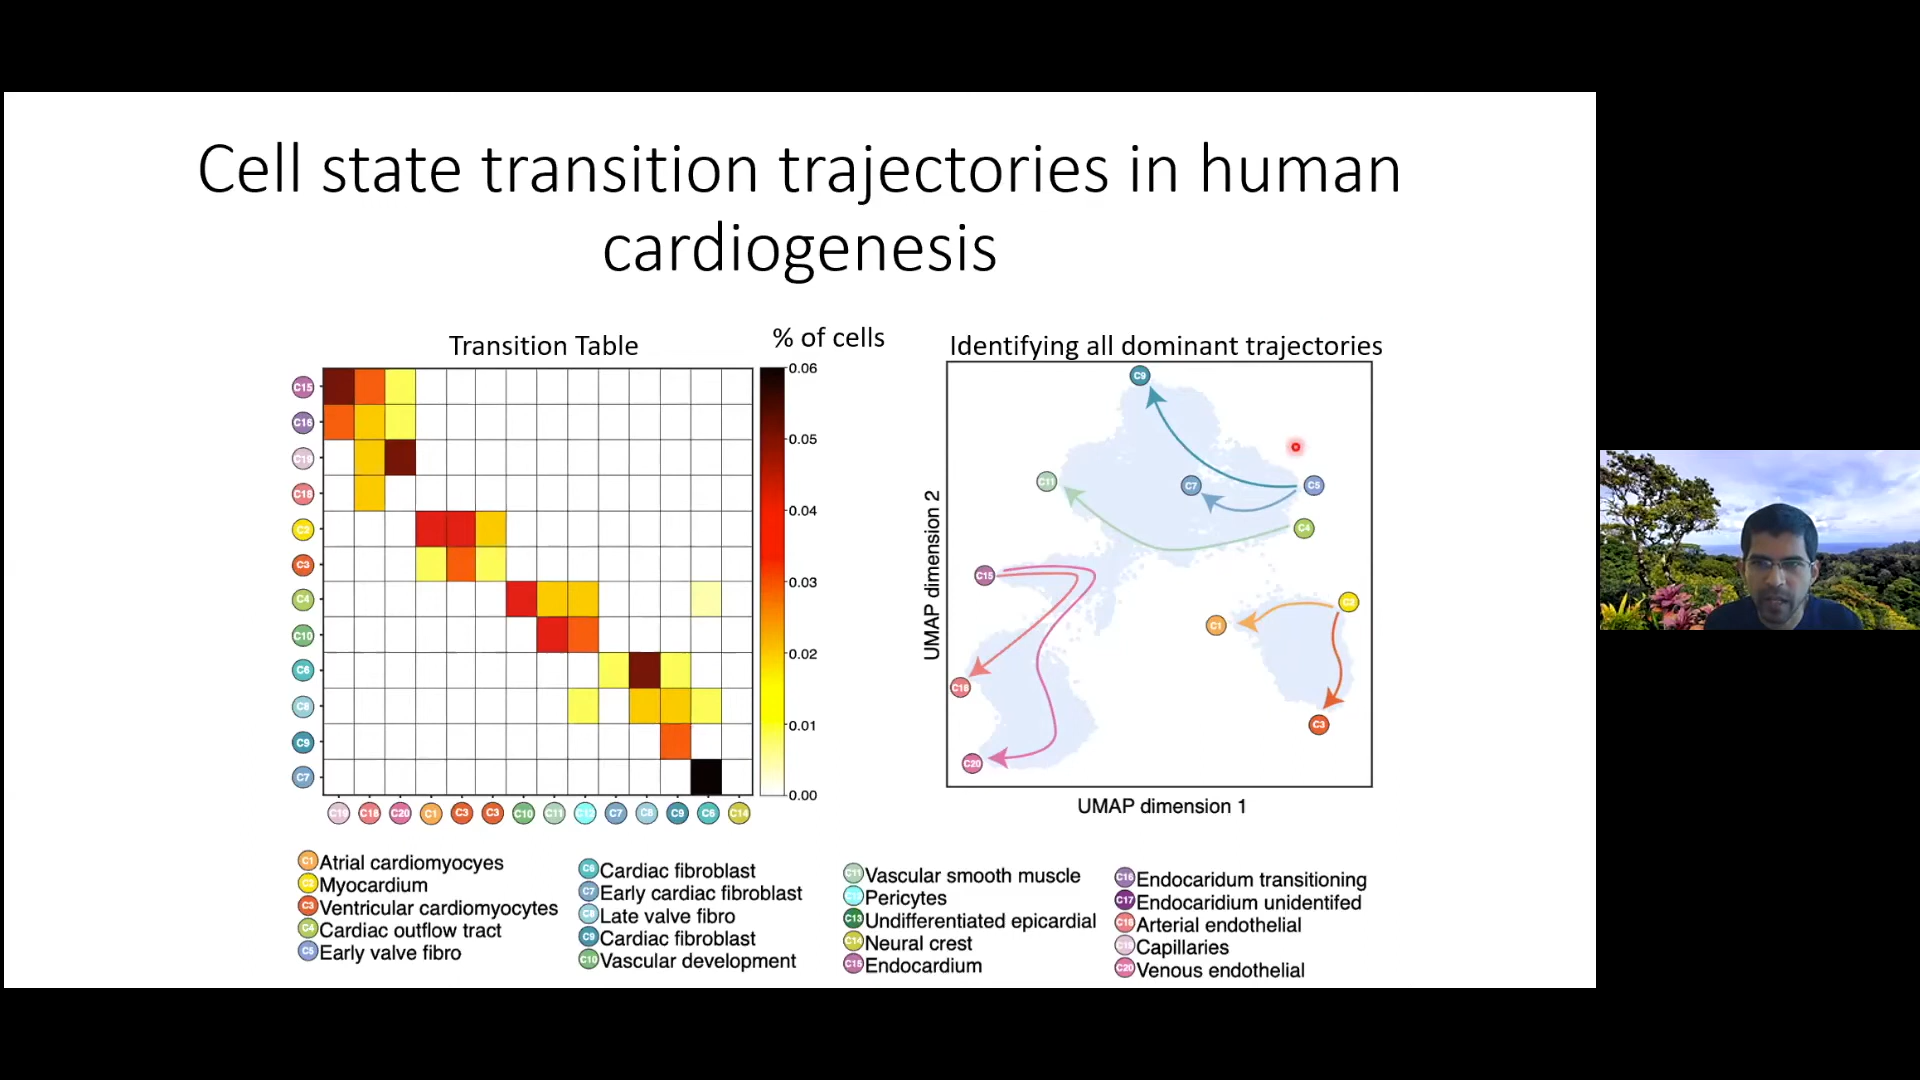 Cell state transition trajectories in human
cardiogenesis
Transition Table
% of cells
Identifying all dominant trajectories
C15
C16
C19
C18
C2
C3
C4
C10
C6
C8
C9
C7
0.06
0.05
0.04
0.03
0.02
0.01
0.00
C19
C18
C20
C1
C3
C3
C10
C11
C12
C7
C8
C9
C6
C14
UMAP dimension 2
C9
C11
C7
C5
C4
C15
C2
C1
C18
C3
C20
UMAP dimension 1
C1 Atrial cardiomyocyes
C2 Myocardium
C3 Ventricular cardiomyocytes
C4 Cardiac outflow tract
C5 Early valve fibro
C6 Cardiac fibroblast
C7 Early cardiac fibroblast
C8 Late valve fibro
C9 Cardiac fibroblast
C10 Vascular development
C11 Vascular smooth muscle
Pericytes
C13 Undifferentiated epicardial
C14 Neural crest
C15 Endocardium
C16 Endocaridum transitioning
C17 Endocaridium unidentifed
C18 Arterial endothelial
C19 Capillaries
C20 Venous endothelial